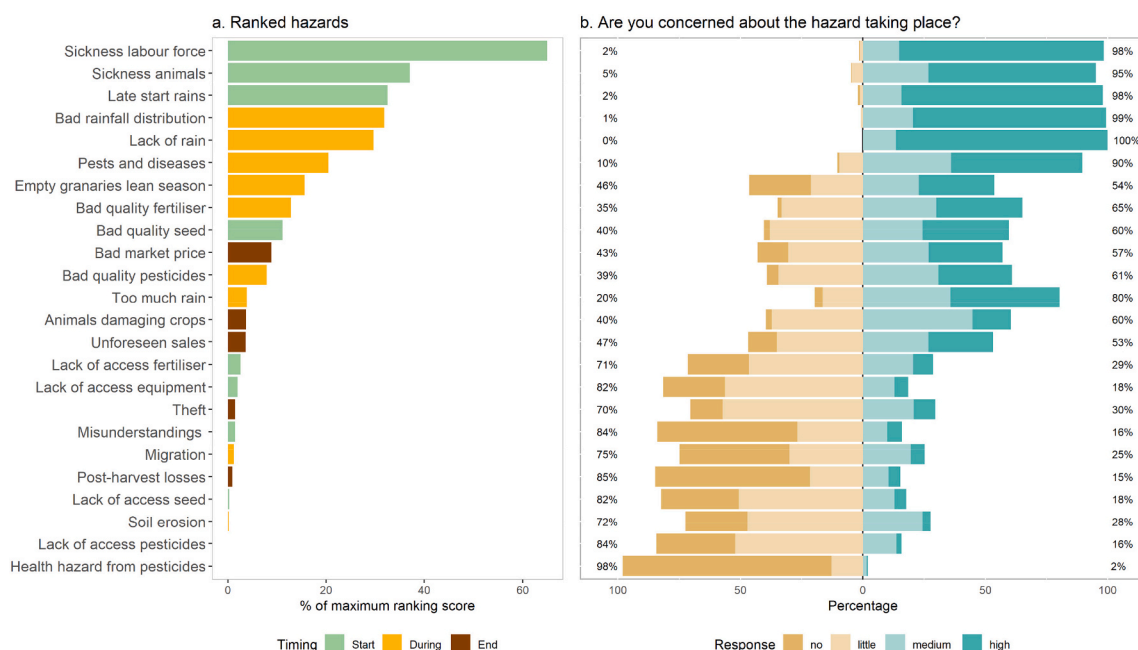 a. Ranked hazards
b. Are you concerned about the hazard taking place?
Sickness labour force 2% 98%
Sickness animals 5% 95%
Late start rains 2% 98%
Bad rainfall distribution 1% 99%
Lack of rain 0% 100%
Pests and diseases 10% 90%
Empty granaries lean season 46% 54%
Bad quality fertiliser 35% 65%
Bad quality seed 40% 60%
Bad market price 43% 57%
Bad quality pesticides 39% 61%
Too much rain 20% 80%
Animals damaging crops 40% 60%
Unforeseen sales 47% 53%
Lack of access fertiliser 71% 29%
Lack of access equipment 82% 18%
Theft 70% 30%
Misunderstandings 84% 16%
Migration 75% 25%
Post-harvest losses 85% 15%
Lack of access seed 82% 18%
Soil erosion 72% 28%
Lack of access pesticides 84% 16%
Health hazard from pesticides 98% 2%
0 20 40 60
100 50 0 50 100
% of maximum ranking score
Percentage
Timing Start During End
Response no little medium high